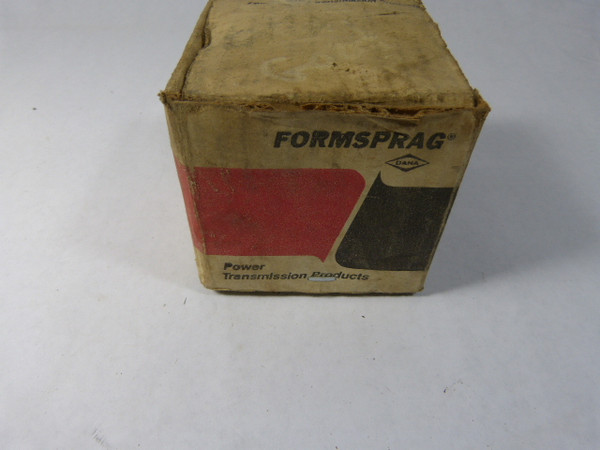 FORMSPRAG®
DANA
Power
Transmission Products